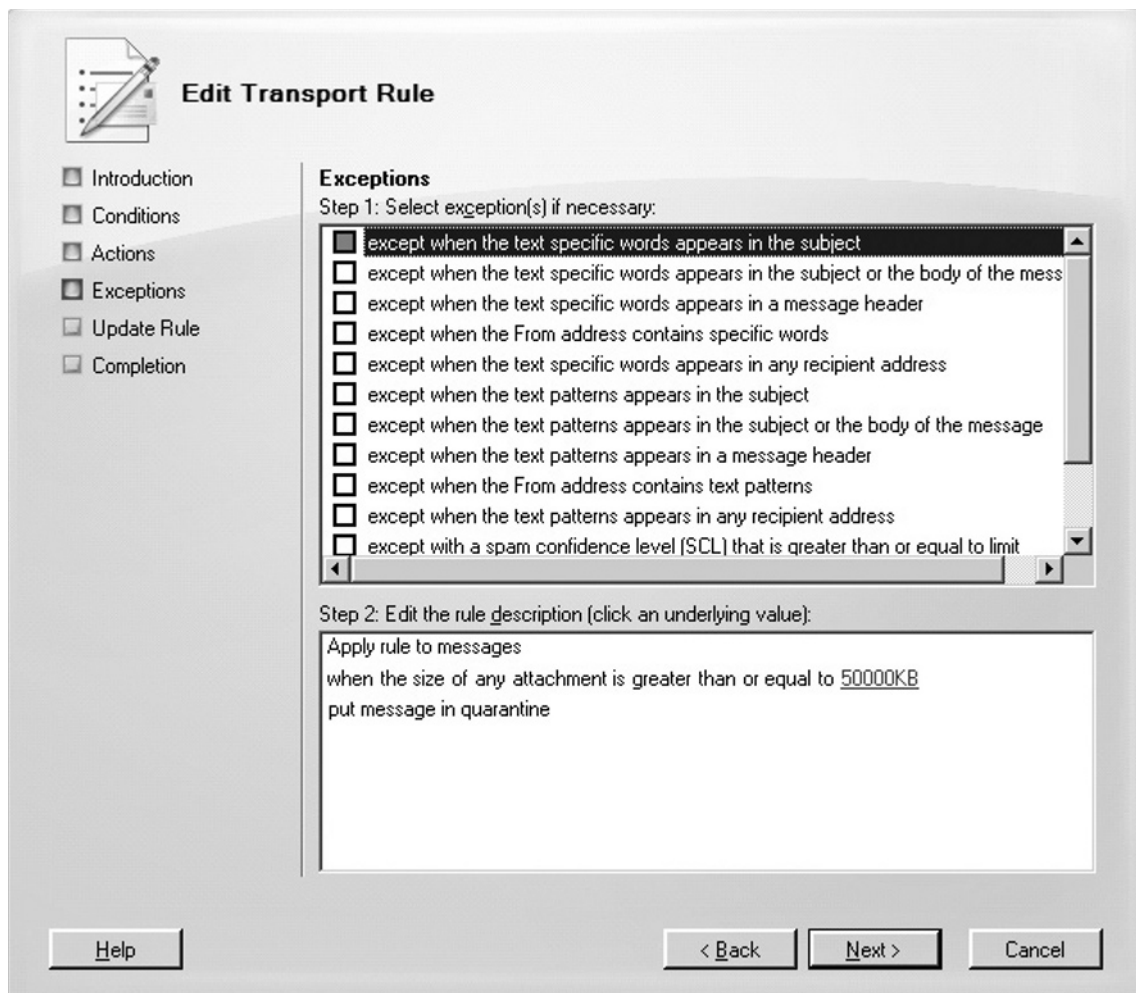 Edit Transport Rule
Introduction
Conditions
Actions
Exceptions
Update Rule
Completion
Exceptions
Step 1: Select exception(s) if necessary:
except when the text specific words appears in the subject
except when the text specific words appears in the subject or the body of the mess
except when the text specific words appears in a message header
except when the From address contains specific words
except when the text specific words appears in any recipient address
except when the text patterns appears in the subject
except when the text patterns appears in the subject or the body of the message
except when the text patterns appears in a message header
except when the From address contains text patterns
except when the text patterns appears in any recipient address
except with a spam confidence level (SCL) that is greater than or equal to limit
Step 2: Edit the rule description (click an underlying value):
Apply rule to messages
when the size of any attachment is greater than or equal to 50000KB
put message in quarantine
Help
< Back
Next >
Cancel